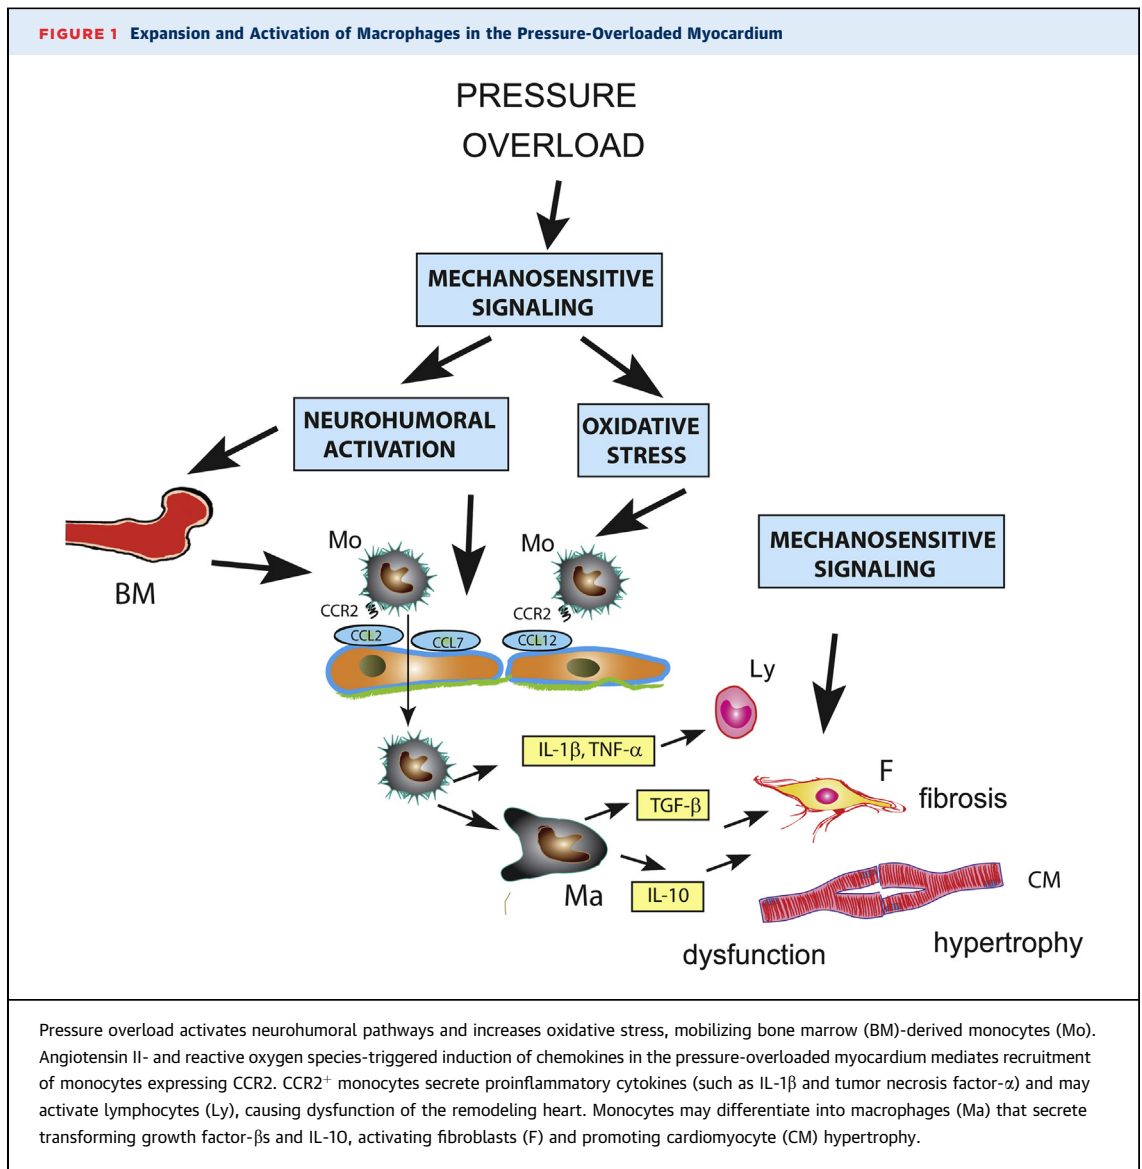 FIGURE 1 Expansion and Activation of Macrophages in the Pressure-Overloaded Myocardium
PRESSURE
OVERLOAD
MECHANOSENSITIVE
SIGNALING
NEUROHUMORAL
ACTIVATION
OXIDATIVE
STRESS
MECHANOSENSITIVE
SIGNALING
BM
Mo
Mo
CCR2
CCR2
CCL2
CCL7
CCL12
Ly
IL-1β, TNF-α
F
fibrosis
TGF-β
Ma
IL-10
CM
hypertrophy
dysfunction
Pressure overload activates neurohumoral pathways and increases oxidative stress, mobilizing bone marrow (BM)-derived monocytes (Mo).
Angiotensin II- and reactive oxygen species-triggered induction of chemokines in the pressure-overloaded myocardium mediates recruitment
of monocytes expressing CCR2. CCR2⁺ monocytes secrete proinflammatory cytokines (such as IL-1β and tumor necrosis factor-α) and may
activate lymphocytes (Ly), causing dysfunction of the remodeling heart. Monocytes may differentiate into macrophages (Ma) that secrete
transforming growth factor-βs and IL-10, activating fibroblasts (F) and promoting cardiomyocyte (CM) hypertrophy.